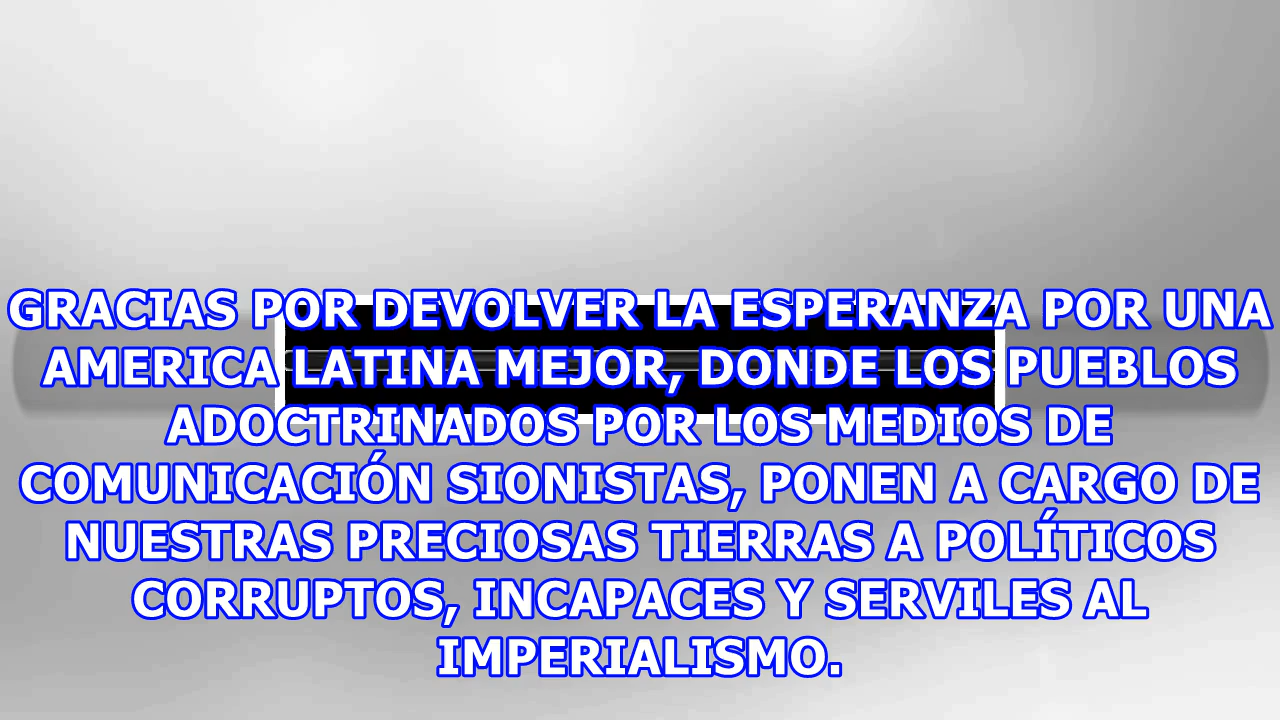 GRACIAS POR DEVOLVER LA ESPERANZA POR UNA
AMERICA LATINA MEJOR, DONDE LOS PUEBLOS
ADOCTRINADOS POR LOS MEDIOS DE
COMUNICACIÓN SIONISTAS, PONEN A CARGO DE
NUESTRAS PRECIOSAS TIERRAS A POLÍTICOS
CORRUPTOS, INCAPACES Y SERVILES AL
IMPERIALISMO.